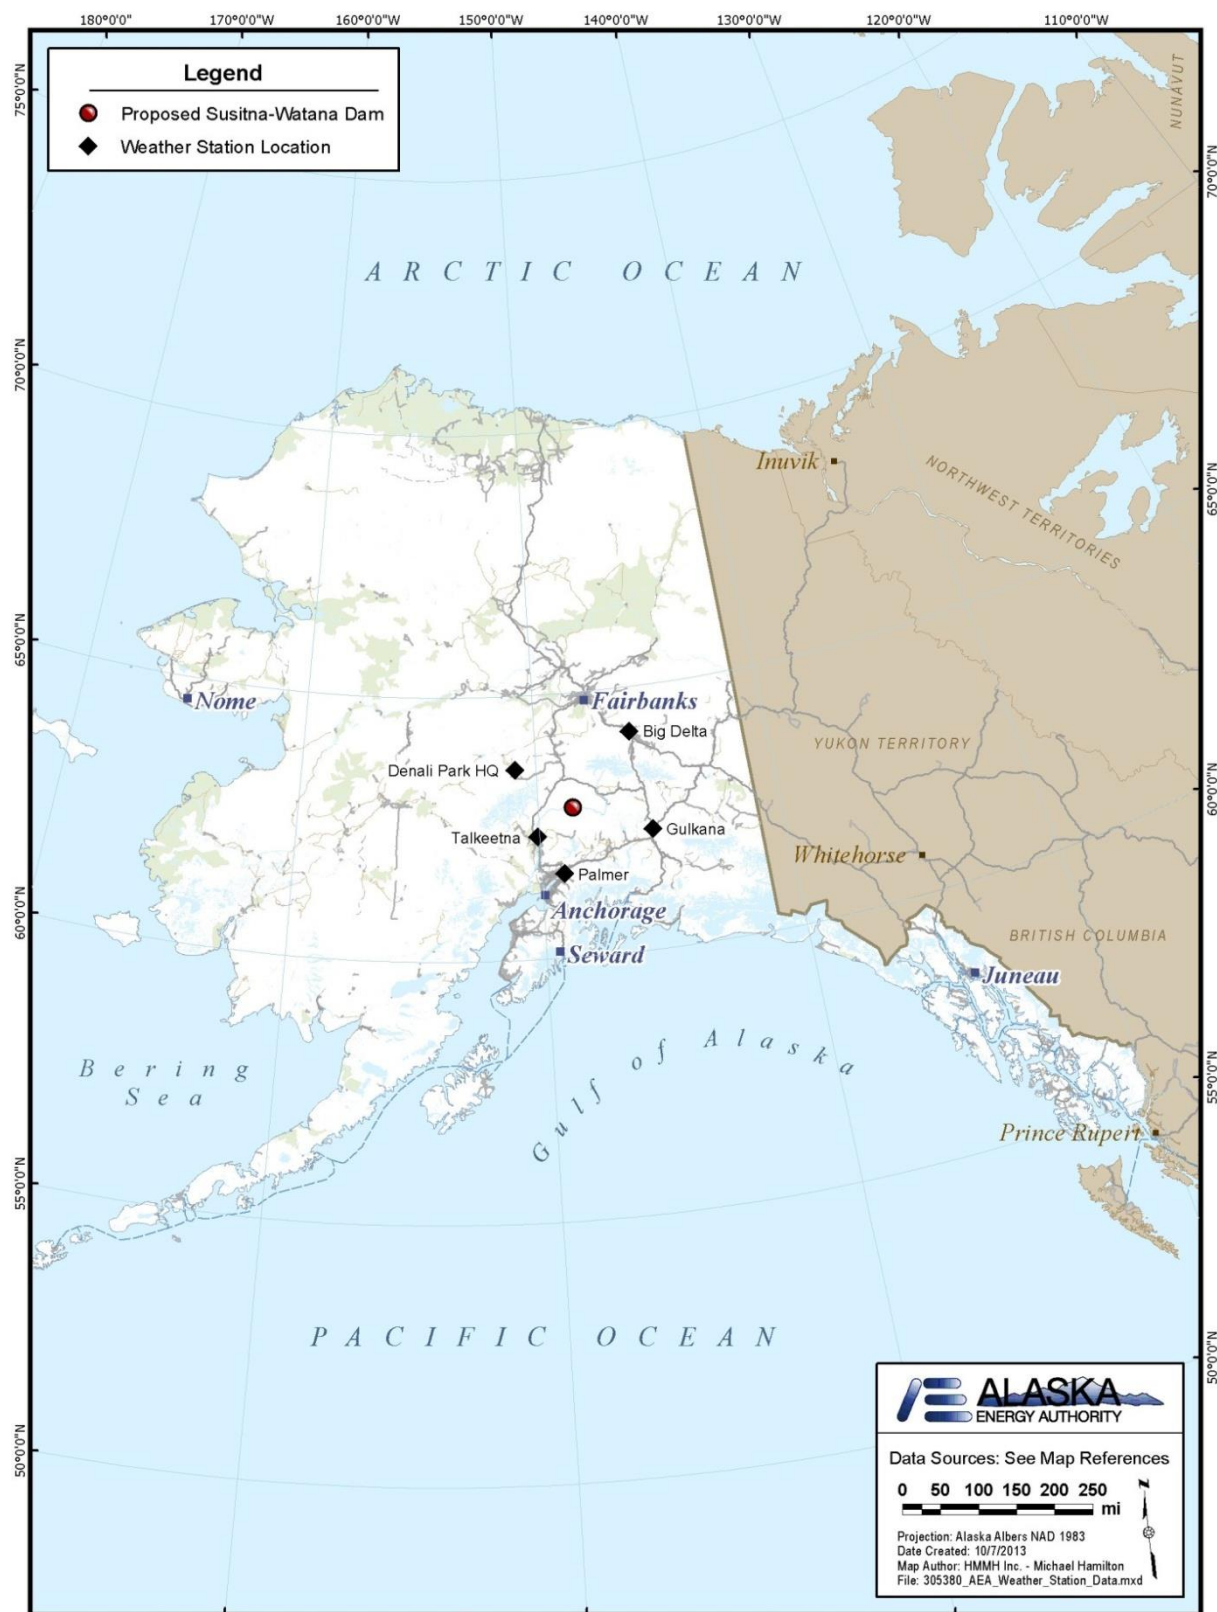 180°0'0"W 170°0'0"W 160°0'0"W 150°0'0"W 140°0'0"W 130°0'0"W 120°0'0"W 110°0'0"W
Legend
Proposed Susitna-Watana Dam
Weather Station Location
75°0'0"N
70°0'0"N
65°0'0"N
60°0'0"N
55°0'0"N
50°0'0"N
70°0'0"N
65°0'0"N
60°0'0"N
55°0'0"N
50°0'0"N
NUNAVUT
ARCTIC OCEAN
Inuvik
NORTHWEST TERRITORIES
Nome
Fairbanks
Big Delta
YUKON TERRITORY
Denali Park HQ
Talkeetna
Gulkana
Whitehorse
Palmer
Anchorage
BRITISH COLUMBIA
Seward
Juneau
Bering
Sea
Gulf of Alaska
Prince Rupert
PACIFIC OCEAN
ALASKA
ENERGY AUTHORITY
Data Sources: See Map References
0 50 100 150 200 250
mi
N
Projection: Alaska Albers NAD 1983
Date Created: 10/7/2013
Map Author: HMMH Inc. - Michael Hamilton
File: 305380_AEA_Weather_Station_Data.mxd